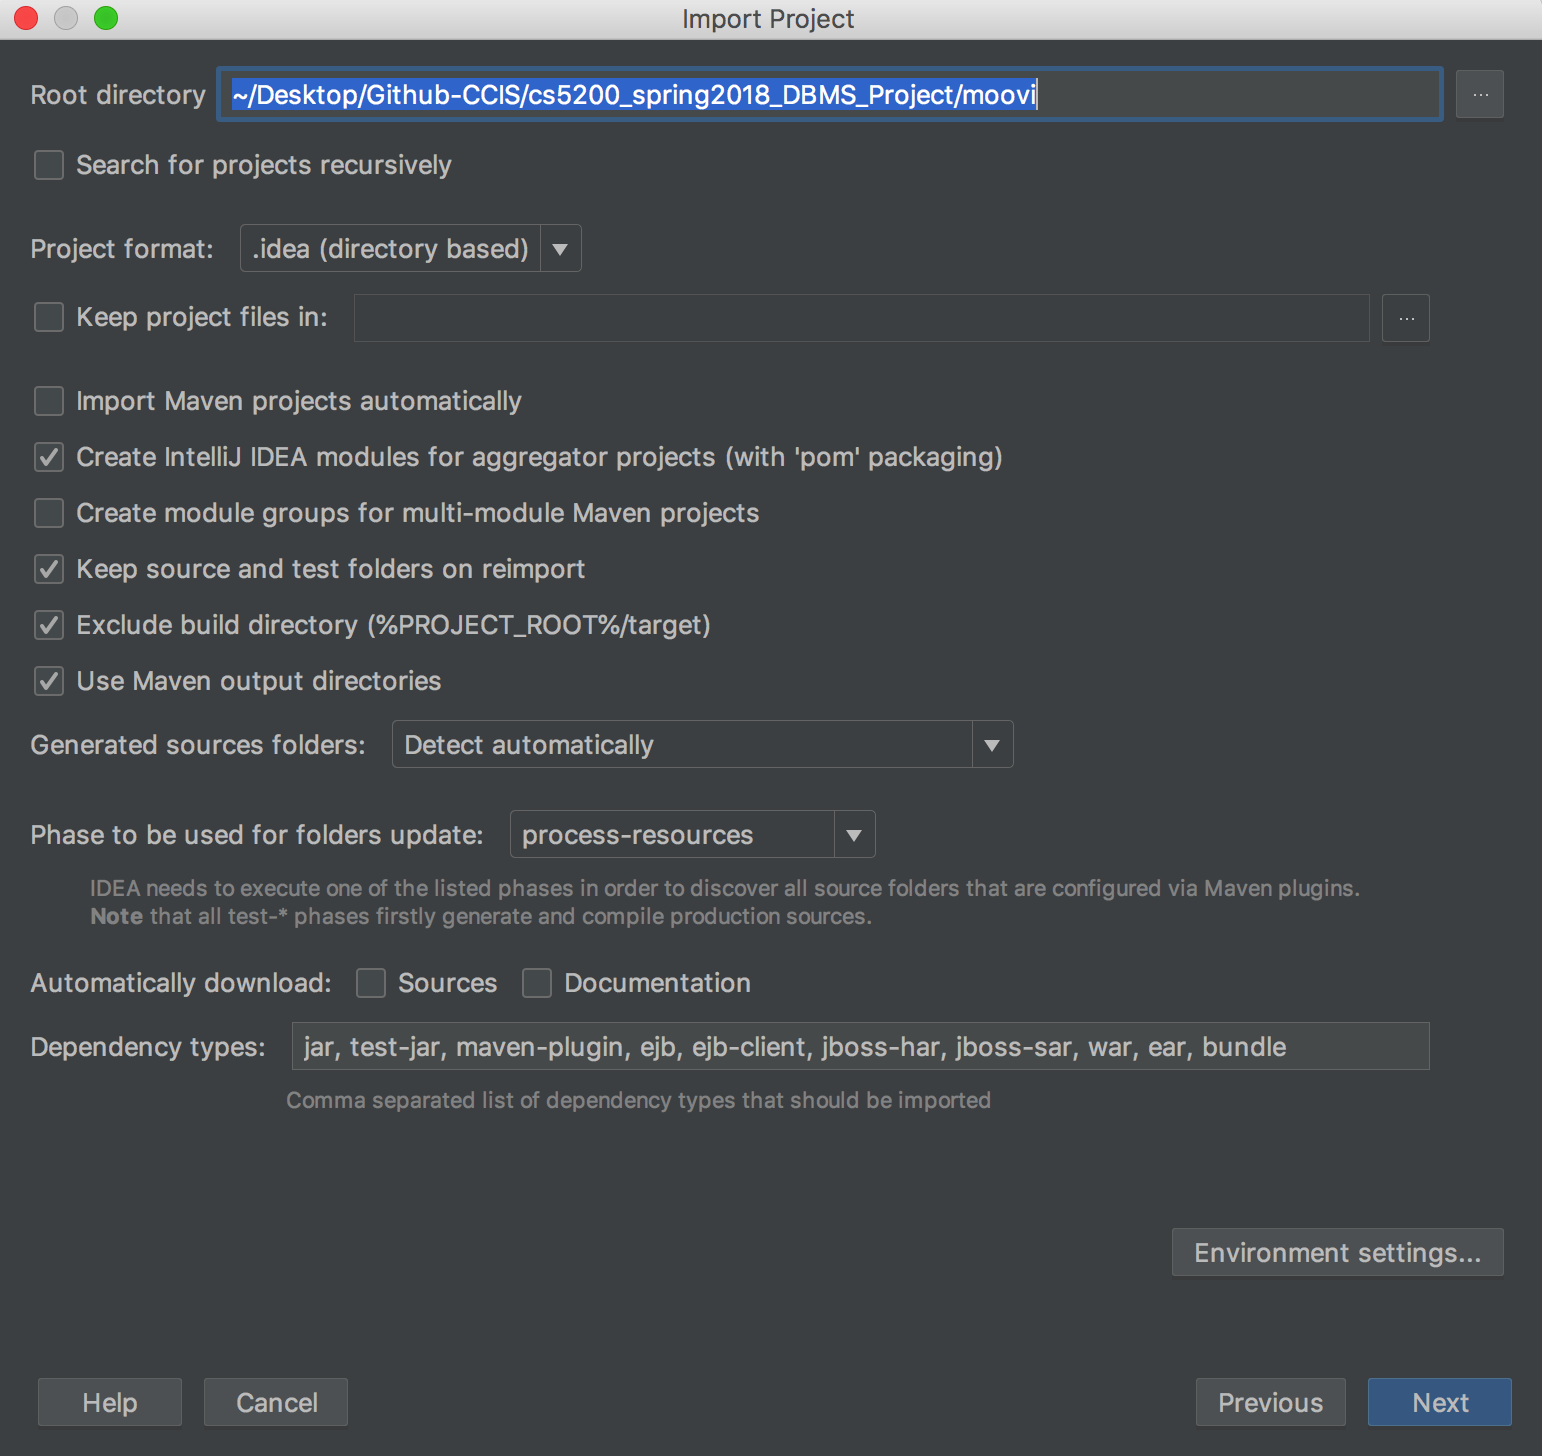 Import Project
Root directory ~/Desktop/Github-CCIS/cs5200_spring2018_DBMS_Project/moovi ...
Search for projects recursively
Project format: .idea (directory based)
Keep project files in: ...
Import Maven projects automatically
Create IntelliJ IDEA modules for aggregator projects (with 'pom' packaging)
Create module groups for multi-module Maven projects
Keep source and test folders on reimport
Exclude build directory (%PROJECT_ROOT%/target)
Use Maven output directories
Generated sources folders: Detect automatically
Phase to be used for folders update: process-resources
IDEA needs to execute one of the listed phases in order to discover all source folders that are configured via Maven plugins.
Note that all test-* phases firstly generate and compile production sources.
Automatically download: Sources Documentation
Dependency types: jar, test-jar, maven-plugin, ejb, ejb-client, jboss-har, jboss-sar, war, ear, bundle
Comma separated list of dependency types that should be imported
Environment settings...
Help Cancel Previous Next